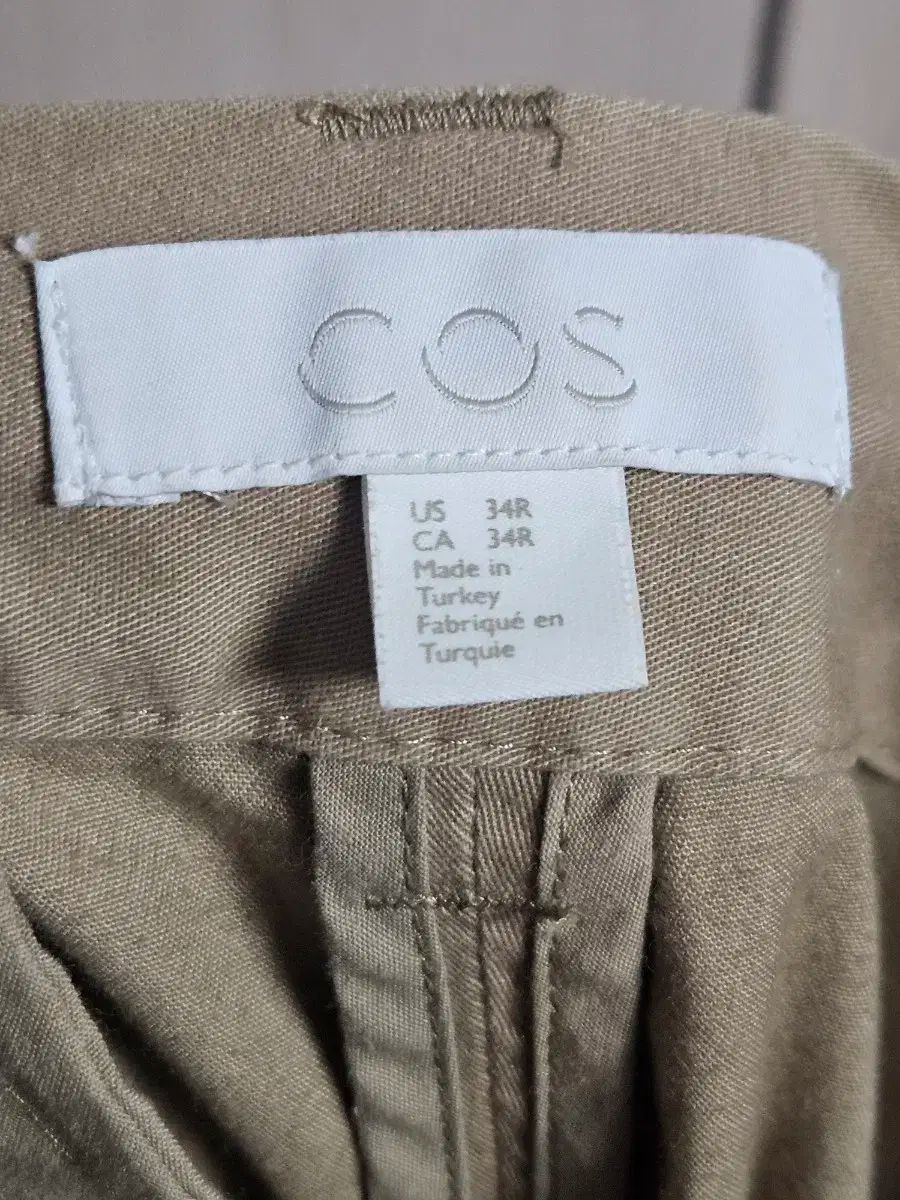 COS
US 34R
CA 34R
Made in
Turkey
Fabriqué en
Turquie